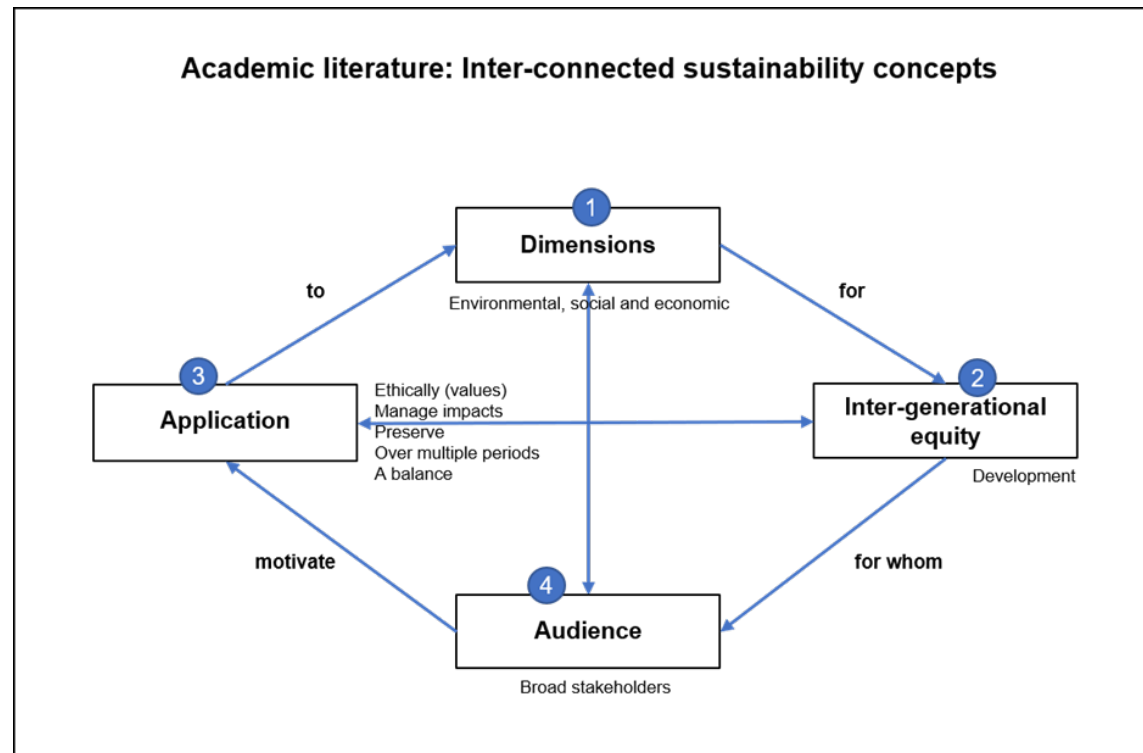 Academic literature: Inter-connected sustainability concepts
1
Dimensions
Environmental, social and economic
to
for
3
Application
Ethically (values)
Manage impacts
Preserve
Over multiple periods
A balance
2
Inter-generational
equity
Development
motivate
for whom
4
Audience
Broad stakeholders